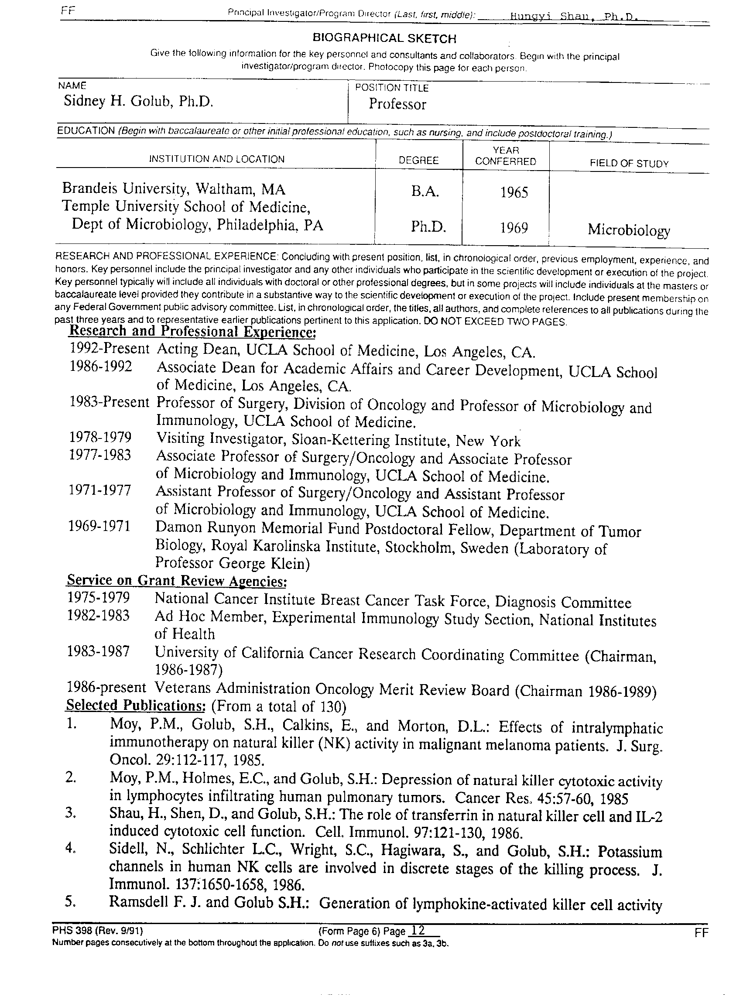 FF
Principal Investigator/Program Director (Last, first, middle): Hungyi Shau, Ph.D.
BIOGRAPHICAL SKETCH
Give the following information for the key personnel and consultants and collaborators. Begin with the principal
investigator/program director. Photocopy this page for each person.
NAME
POSITION TITLE
Sidney H. Golub, Ph.D.
Professor
EDUCATION (Begin with baccalaureate or other initial professional education, such as nursing, and include postdoctoral training.)
INSTITUTION AND LOCATION
DEGREE
YEAR
CONFERRED
FIELD OF STUDY
Brandeis University, Waltham, MA
B.A.
1965
Temple University School of Medicine,
Dept of Microbiology, Philadelphia, PA
Ph.D.
1969
Microbiology
RESEARCH AND PROFESSIONAL EXPERIENCE: Concluding with present position, list, in chronological order, previous employment, experience, and
honors. Key personnel include the principal investigator and any other individuals who participate in the scientific development or execution of the project.
Key personnel typically will include all individuals with doctoral or other professional degrees, but in some projects will include individuals at the masters or
baccalaureate level provided they contribute in a substantive way to the scientific development or execution of the project. Include present membership on
any Federal Government public advisory committee. List, in chronological order, the titles, all authors, and complete references to all publications during the
past three years and to representative earlier publications pertinent to this application. DO NOT EXCEED TWO PAGES.
Research and Professional Experience:
1992-Present Acting Dean, UCLA School of Medicine, Los Angeles, CA.
1986-1992 Associate Dean for Academic Affairs and Career Development, UCLA School
of Medicine, Los Angeles, CA.
1983-Present Professor of Surgery, Division of Oncology and Professor of Microbiology and
Immunology, UCLA School of Medicine.
1978-1979 Visiting Investigator, Sloan-Kettering Institute, New York
1977-1983 Associate Professor of Surgery/Oncology and Associate Professor
of Microbiology and Immunology, UCLA School of Medicine.
1971-1977 Assistant Professor of Surgery/Oncology and Assistant Professor
of Microbiology and Immunology, UCLA School of Medicine.
1969-1971 Damon Runyon Memorial Fund Postdoctoral Fellow, Department of Tumor
Biology, Royal Karolinska Institute, Stockholm, Sweden (Laboratory of
Professor George Klein)
Service on Grant Review Agencies:
1975-1979 National Cancer Institute Breast Cancer Task Force, Diagnosis Committee
1982-1983 Ad Hoc Member, Experimental Immunology Study Section, National Institutes
of Health
1983-1987 University of California Cancer Research Coordinating Committee (Chairman,
1986-1987)
1986-present Veterans Administration Oncology Merit Review Board (Chairman 1986-1989)
Selected Publications: (From a total of 130)
1. Moy, P.M., Golub, S.H., Calkins, E., and Morton, D.L.: Effects of intralymphatic
immunotherapy on natural killer (NK) activity in malignant melanoma patients. J. Surg.
Oncol. 29:112-117, 1985.
2. Moy, P.M., Holmes, E.C., and Golub, S.H.: Depression of natural killer cytotoxic activity
in lymphocytes infiltrating human pulmonary tumors. Cancer Res. 45:57-60, 1985
3. Shau, H., Shen, D., and Golub, S.H.: The role of transferrin in natural killer cell and IL-2
induced cytotoxic cell function. Cell. Immunol. 97:121-130, 1986.
4. Sidell, N., Schlichter L.C., Wright, S.C., Hagiwara, S., and Golub, S.H.: Potassium
channels in human NK cells are involved in discrete stages of the killing process. J.
Immunol. 137:1650-1658, 1986.
5. Ramsdell F. J. and Golub S.H.: Generation of lymphokine-activated killer cell activity
PHS 398 (Rev. 9/91)
(Form Page 6) Page 12
FF
Number pages consecutively at the bottom throughout the application. Do not use suffixes such as 3a, 3b.